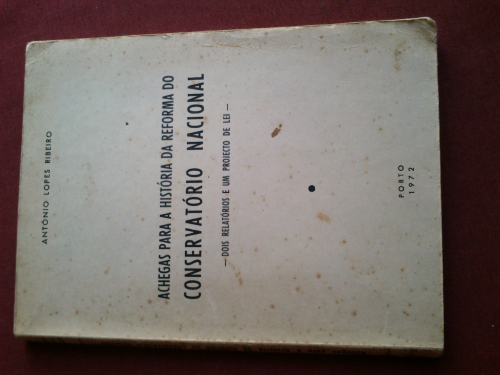 ANTÓNIO LOPES RIBEIRO
ACHEGAS PARA A HISTÓRIA DA REFORMA DO
CONSERVATÓRIO NACIONAL
— DOIS RELATÓRIOS E UM PROJECTO DE LEI —
PORTO
1972